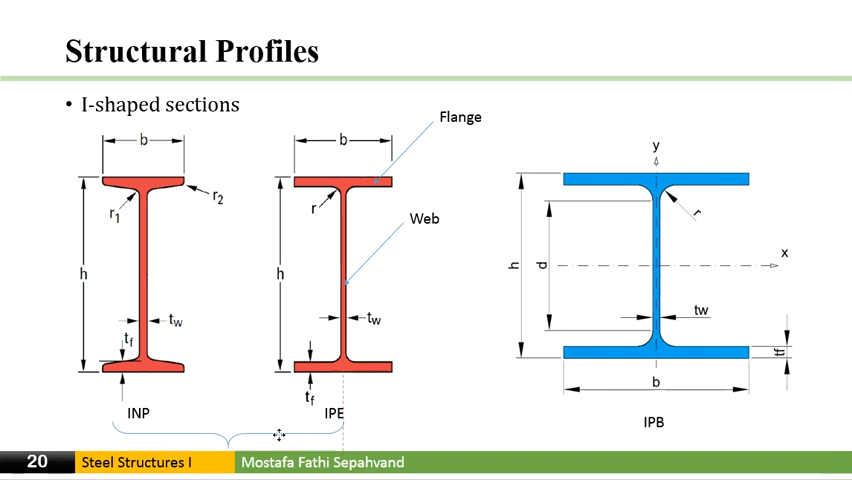 Structural Profiles
• I-shaped sections
b
r1
r2
h
tw
tf
INP
b
Flange
r
Web
h
tw
tf
IPE
y
r
x
h
d
tw
tf
b
IPB
20
Steel Structures I
Mostafa Fathi Sepahvand